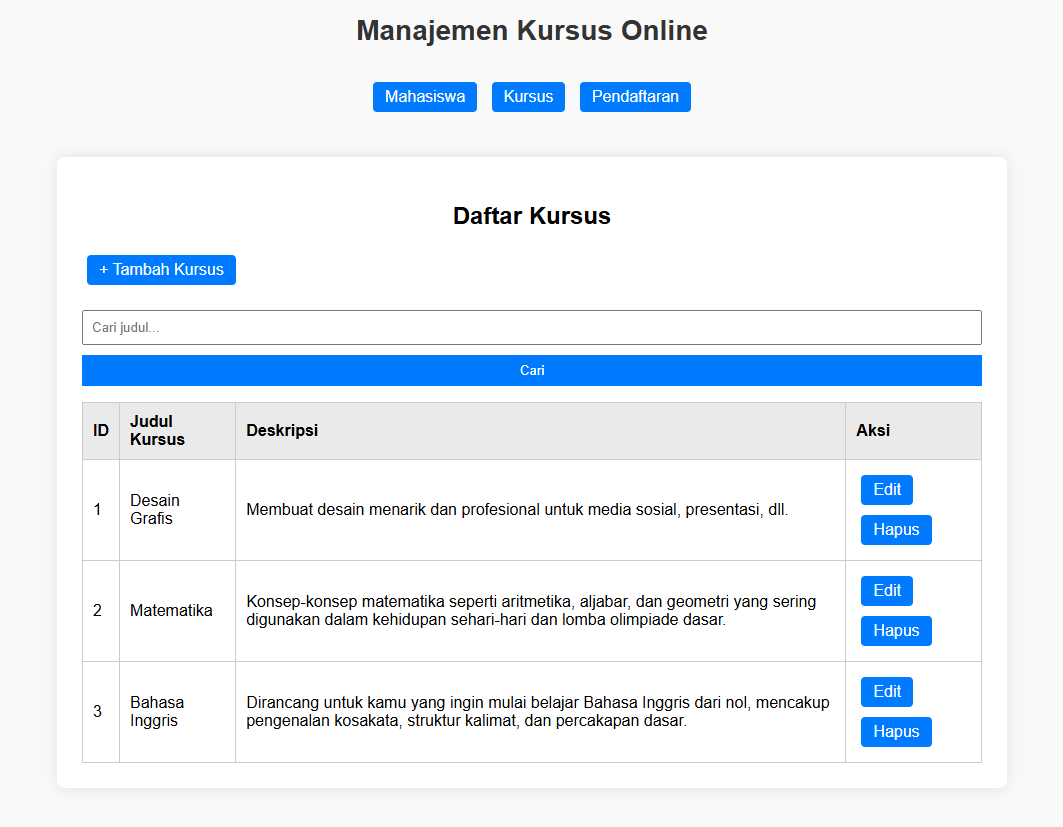 Manajemen Kursus Online
Mahasiswa Kursus Pendaftaran
Daftar Kursus
+ Tambah Kursus
Cari judul...
Cari
ID Judul Kursus Deskripsi Aksi
1 Desain Grafis Membuat desain menarik dan profesional untuk media sosial, presentasi, dll. Edit
Hapus
2 Matematika Konsep-konsep matematika seperti aritmetika, aljabar, dan geometri yang sering
digunakan dalam kehidupan sehari-hari dan lomba olimpiade dasar. Edit
Hapus
3 Bahasa Inggris Dirancang untuk kamu yang ingin mulai belajar Bahasa Inggris dari nol, mencakup
pengenalan kosakata, struktur kalimat, dan percakapan dasar. Edit
Hapus